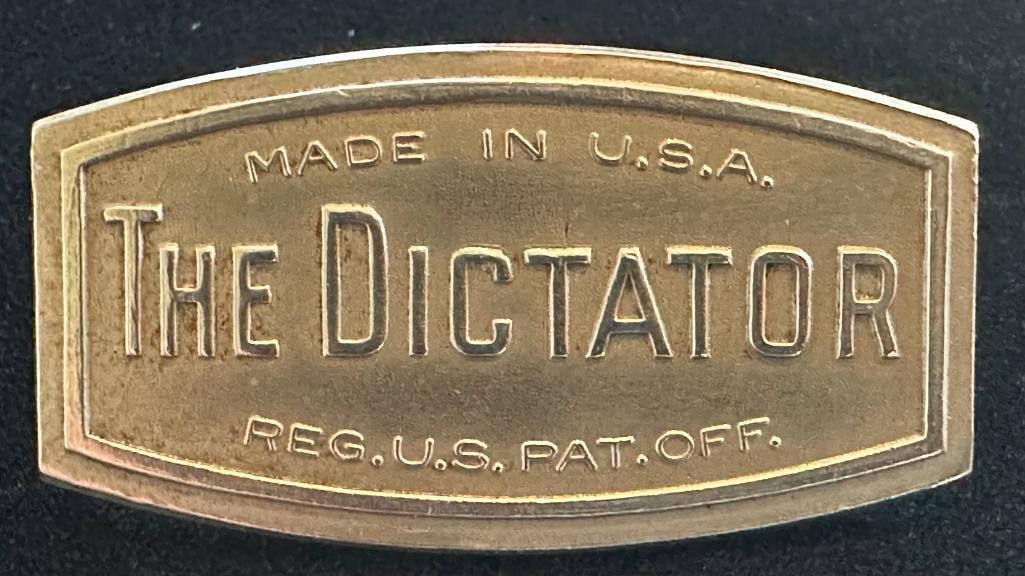 MADE IN U.S.A.
THE DICTATOR
REG. U.S. PAT. OFF.